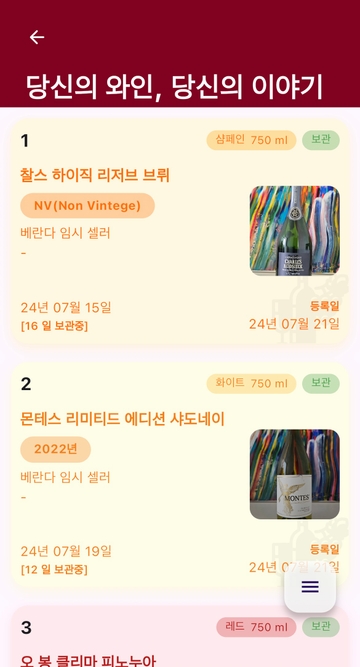 당신의 와인, 당신의 이야기
1
샴페인 750 ml 보관
찰스 하이직 리저브 브뤼
NV(Non Vintege)
베란다 임시 셀러
-
24년 07월 15일
[16 일 보관중]
등록일
24년 07월 21일
2
화이트 750 ml 보관
몬테스 리미티드 에디션 샤도네이
2022년
베란다 임시 셀러
-
MONTES
24년 07월 19일
[12 일 보관중]
등록일
24년 07월 21일
3
레드 750 ml 보관
오 봉 클리마 피노누아